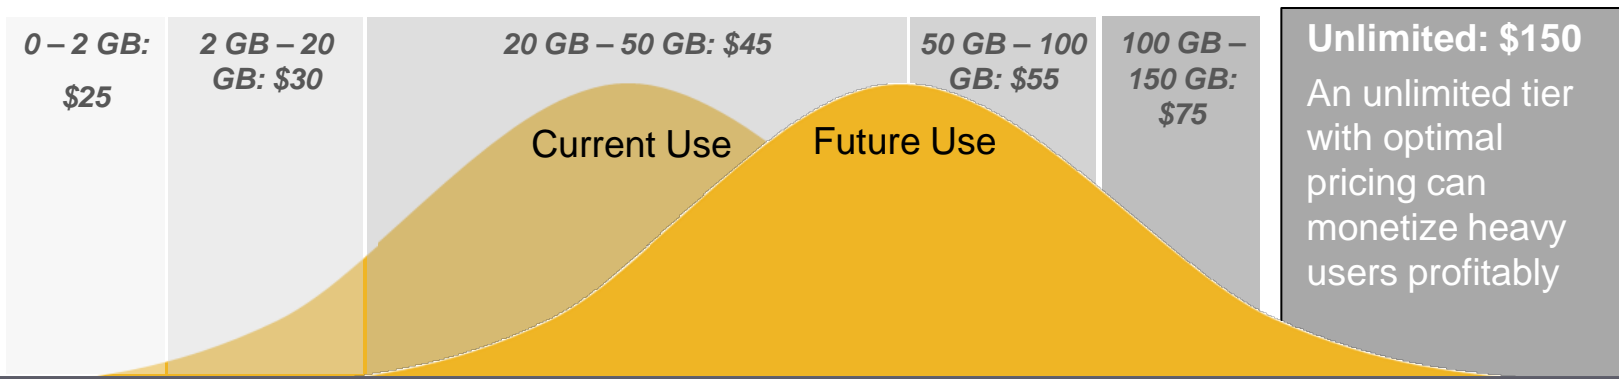 0 – 2 GB:
$25
2 GB – 20
GB: $30
20 GB – 50 GB: $45
50 GB – 100
GB: $55
100 GB –
150 GB:
$75
Unlimited: $150
An unlimited tier
with optimal
pricing can
monetize heavy
users profitably
Current Use
Future Use